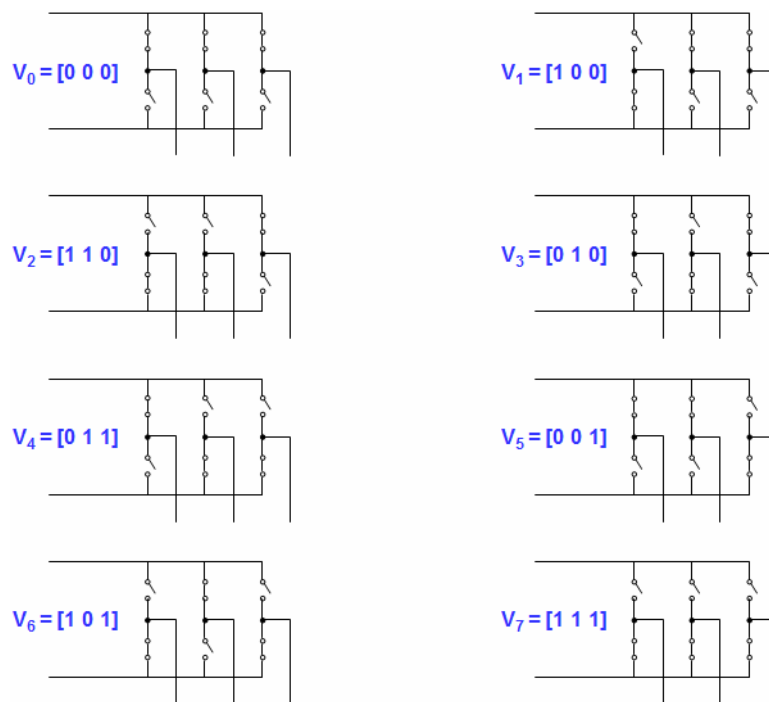 V₀ = [0 0 0]
V₁ = [1 0 0]
V₂ = [1 1 0]
V₃ = [0 1 0]
V₄ = [0 1 1]
V₅ = [0 0 1]
V₆ = [1 0 1]
V₇ = [1 1 1]